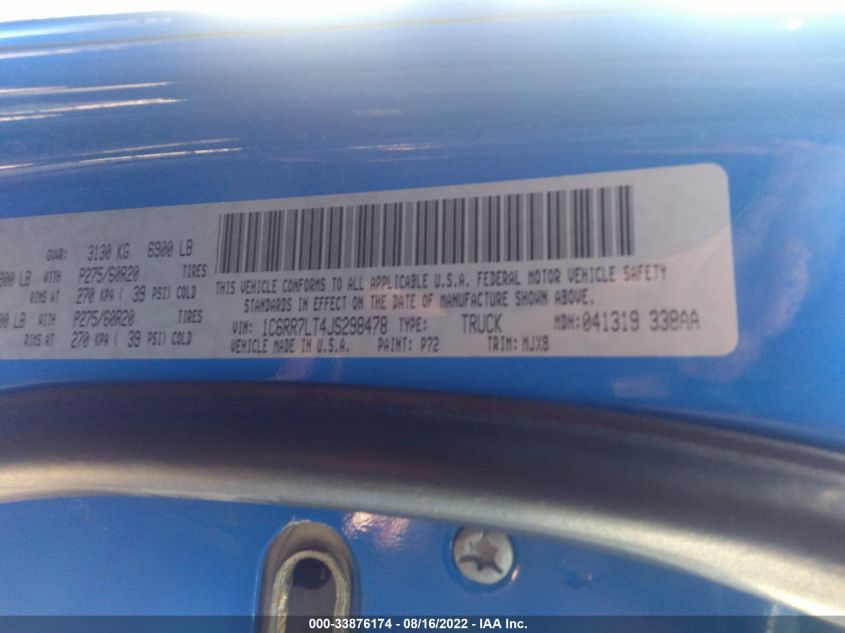 GVWR: 3130 KG 6900 LB
900 LB WITH P275/60R20 TIRES
RIMS AT 270 KPA ( 39 PSI) COLD
00 LB WITH P275/60R20 TIRES
RIMS AT 270 KPA ( 39 PSI) COLD
THIS VEHICLE CONFORMS TO ALL APPLICABLE U.S.A. FEDERAL MOTOR VEHICLE SAFETY
STANDARDS IN EFFECT ON THE DATE OF MANUFACTURE SHOWN ABOVE.
VIN: 1C6RR7LT4JS298478 TYPE: TRUCK MDH: 041319 338AA
VEHICLE MADE IN U.S.A. PAINT: P72 TRIM: MJX8
000-33876174 - 08/16/2022 - IAA Inc.